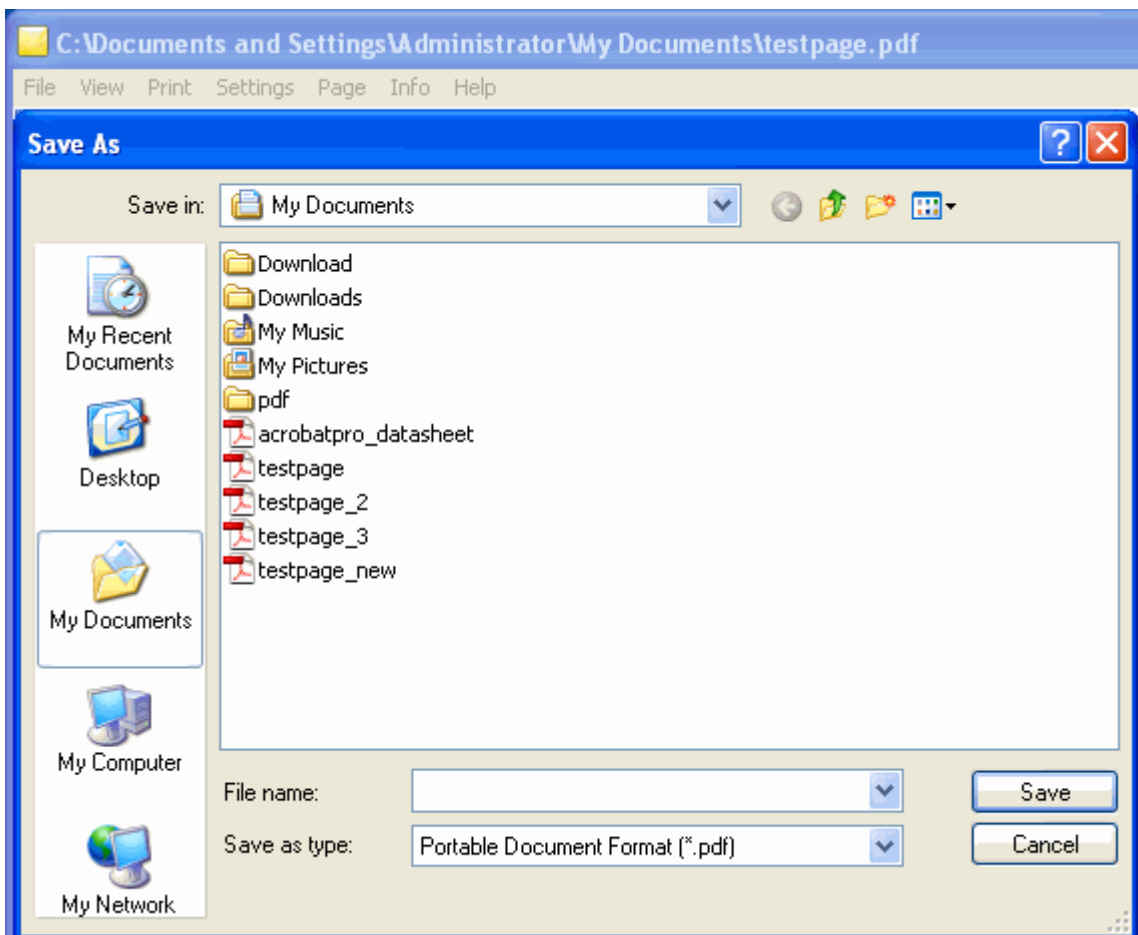 C:\Documents and Settings\Administrator\My Documents\testpage.pdf
File View Print Settings Page Info Help
Save As
Save in: My Documents
My Recent
Documents
Desktop
My Documents
My Computer
My Network
Download
Downloads
My Music
My Pictures
pdf
acrobatpro_datasheet
testpage
testpage_2
testpage_3
testpage_new
File name: Save
Save as type: Portable Document Format (*.pdf) Cancel